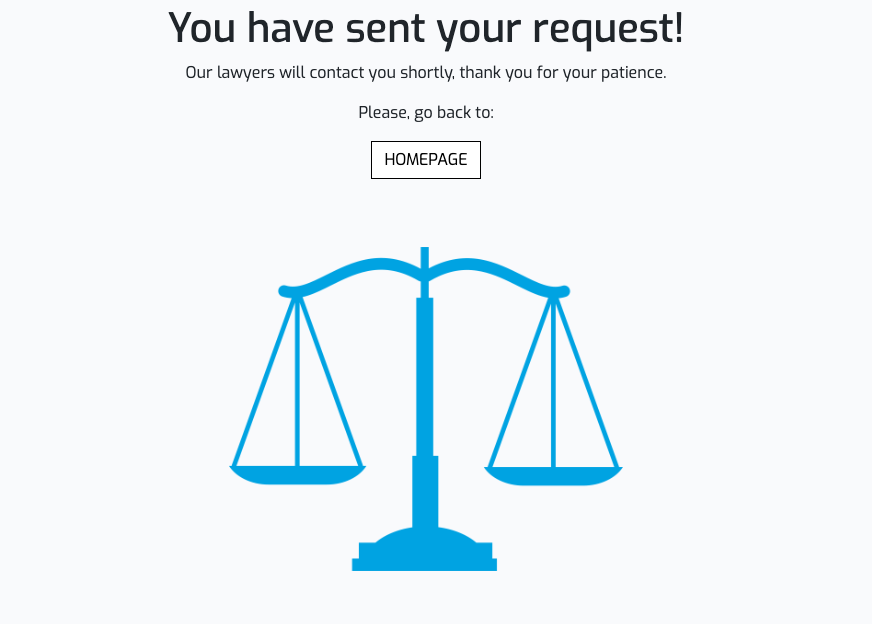 You have sent your request!
Our lawyers will contact you shortly, thank you for your patience.
Please, go back to:
HOMEPAGE